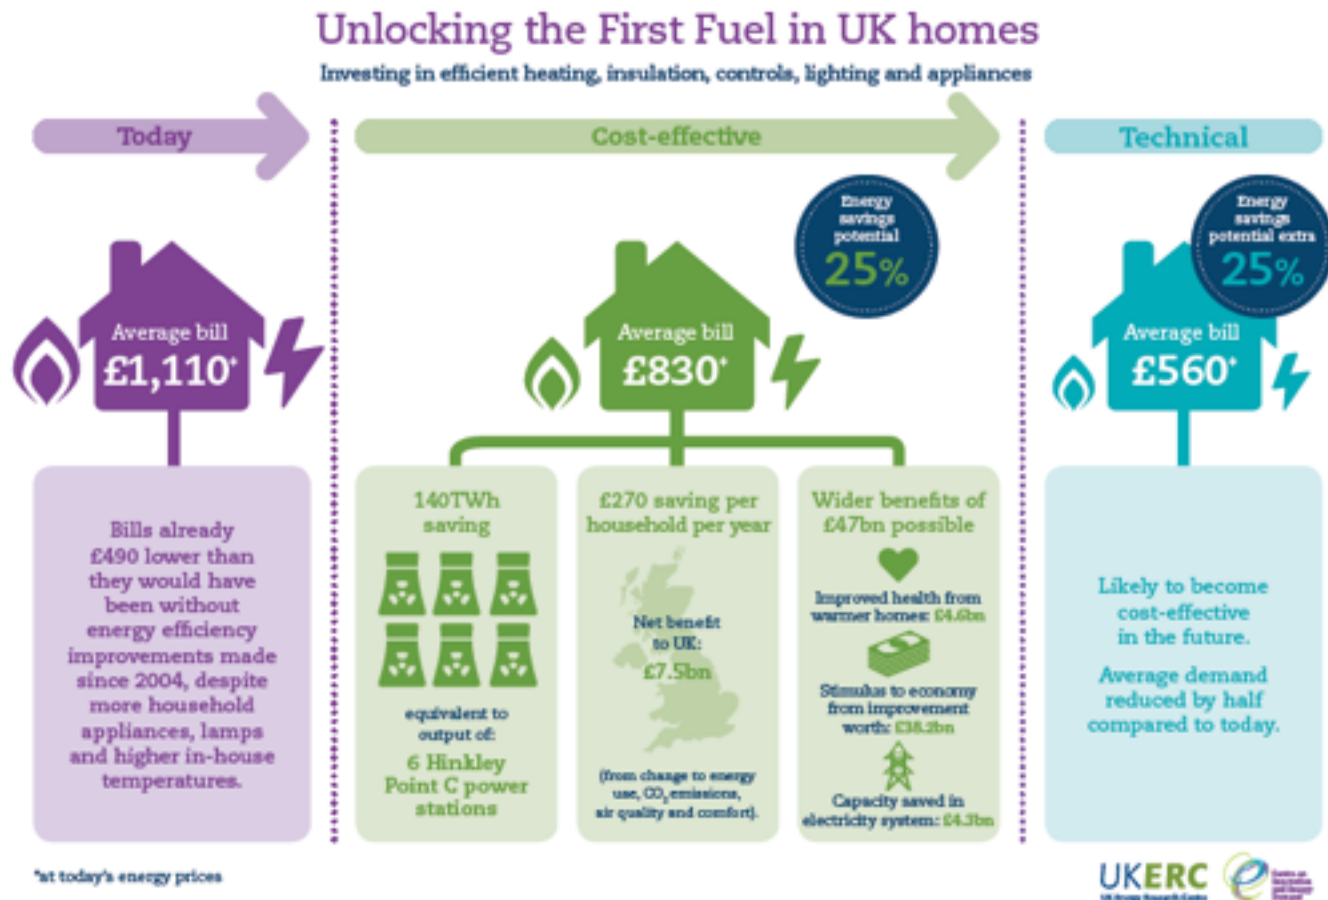 Unlocking the First Fuel in UK homes
Investing in efficient heating, insulation, controls, lighting and appliances
Today
Average bill
£1,110*
Bills already
£490 lower than
they would have
been without
energy efficiency
improvements made
since 2004, despite
more household
appliances, lamps
and higher in-house
temperatures.
Cost-effective
Energy
savings
potential
25%
Average bill
£830*
140TWh
saving
equivalent to
output of:
6 Hinkley
Point C power
stations
£270 saving per
household per year
Net benefit
to UK:
£7.5bn
(from change to energy
use, CO₂ emissions,
air quality and comfort).
Wider benefits of
£47bn possible
Improved health from
warmer homes: £4.6bn
Stimulus to economy
from improvement
worth: £38.2bn
Capacity saved in
electricity system: £4.3bn
Technical
Energy
savings
potential extra
25%
Average bill
£560*
Likely to become
cost-effective
in the future.
Average demand
reduced by half
compared to today.
*at today's energy prices
UKERC
UK Energy Research Centre